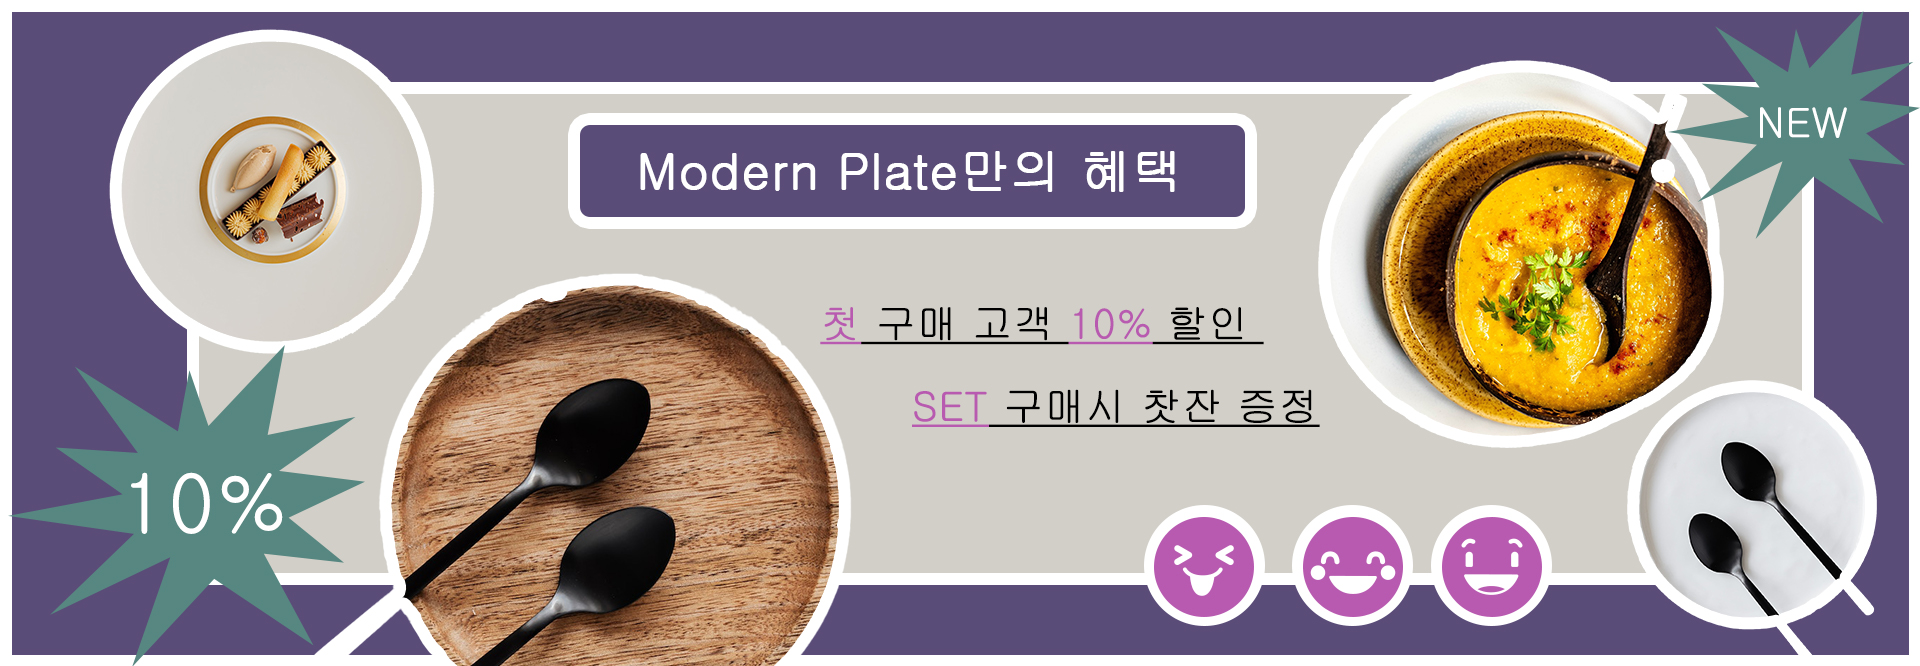 NEW
Modern Plate만의 혜택
첫 구매 고객 10% 할인
SET 구매시 찻잔 증정
10%